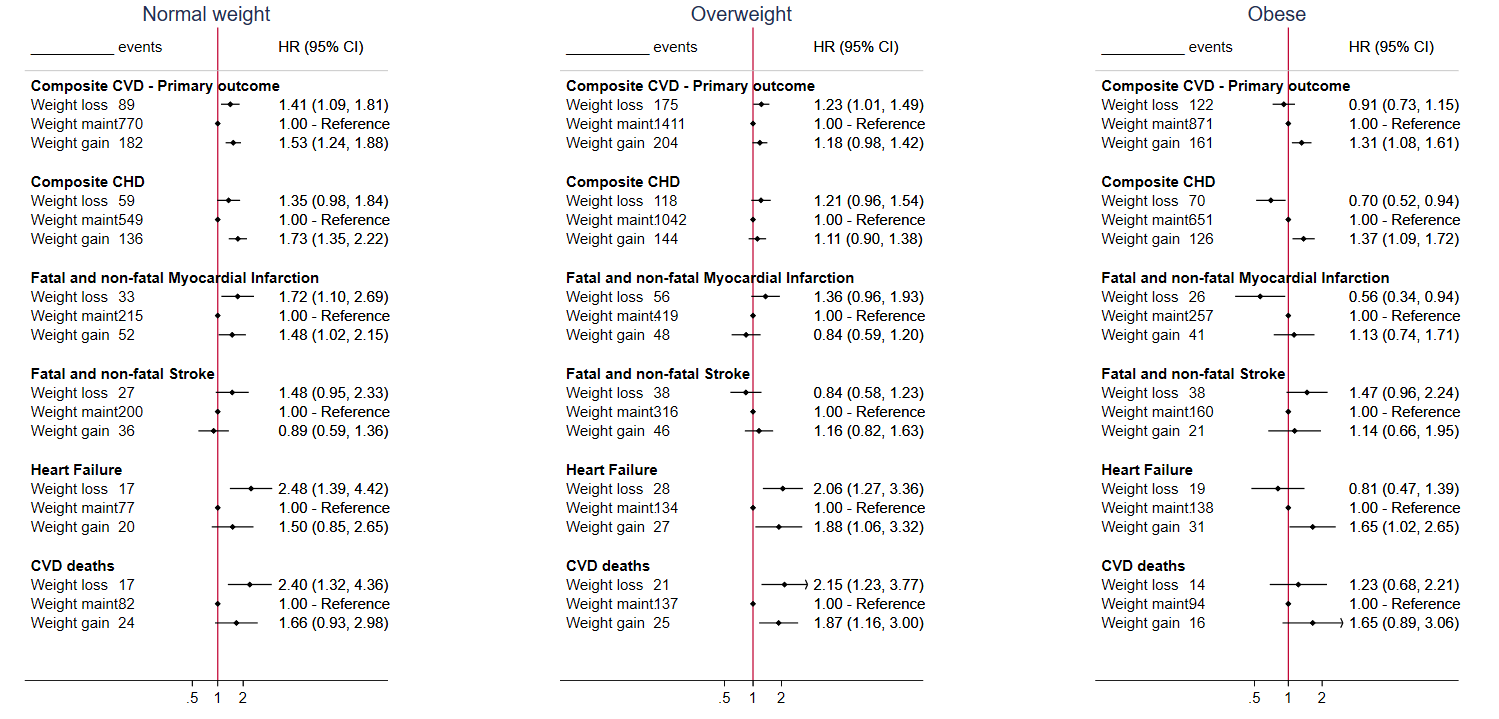 Normal weight
__________ events HR (95% CI)
Composite CVD - Primary outcome
Weight loss 89 1.41 (1.09, 1.81)
Weight maint770 1.00 - Reference
Weight gain 182 1.53 (1.24, 1.88)
Composite CHD
Weight loss 59 1.35 (0.98, 1.84)
Weight maint549 1.00 - Reference
Weight gain 136 1.73 (1.35, 2.22)
Fatal and non-fatal Myocardial Infarction
Weight loss 33 1.72 (1.10, 2.69)
Weight maint215 1.00 - Reference
Weight gain 52 1.48 (1.02, 2.15)
Fatal and non-fatal Stroke
Weight loss 27 1.48 (0.95, 2.33)
Weight maint200 1.00 - Reference
Weight gain 36 0.89 (0.59, 1.36)
Heart Failure
Weight loss 17 2.48 (1.39, 4.42)
Weight maint77 1.00 - Reference
Weight gain 20 1.50 (0.85, 2.65)
CVD deaths
Weight loss 17 2.40 (1.32, 4.36)
Weight maint82 1.00 - Reference
Weight gain 24 1.66 (0.93, 2.98)
.5 1 2
Overweight
__________ events HR (95% CI)
Composite CVD - Primary outcome
Weight loss 175 1.23 (1.01, 1.49)
Weight maint1411 1.00 - Reference
Weight gain 204 1.18 (0.98, 1.42)
Composite CHD
Weight loss 118 1.21 (0.96, 1.54)
Weight maint1042 1.00 - Reference
Weight gain 144 1.11 (0.90, 1.38)
Fatal and non-fatal Myocardial Infarction
Weight loss 56 1.36 (0.96, 1.93)
Weight maint419 1.00 - Reference
Weight gain 48 0.84 (0.59, 1.20)
Fatal and non-fatal Stroke
Weight loss 38 0.84 (0.58, 1.23)
Weight maint316 1.00 - Reference
Weight gain 46 1.16 (0.82, 1.63)
Heart Failure
Weight loss 28 2.06 (1.27, 3.36)
Weight maint134 1.00 - Reference
Weight gain 27 1.88 (1.06, 3.32)
CVD deaths
Weight loss 21 2.15 (1.23, 3.77)
Weight maint137 1.00 - Reference
Weight gain 25 1.87 (1.16, 3.00)
.5 1 2
Obese
__________ events HR (95% CI)
Composite CVD - Primary outcome
Weight loss 122 0.91 (0.73, 1.15)
Weight maint871 1.00 - Reference
Weight gain 161 1.31 (1.08, 1.61)
Composite CHD
Weight loss 70 0.70 (0.52, 0.94)
Weight maint651 1.00 - Reference
Weight gain 126 1.37 (1.09, 1.72)
Fatal and non-fatal Myocardial Infarction
Weight loss 26 0.56 (0.34, 0.94)
Weight maint257 1.00 - Reference
Weight gain 41 1.13 (0.74, 1.71)
Fatal and non-fatal Stroke
Weight loss 38 1.47 (0.96, 2.24)
Weight maint160 1.00 - Reference
Weight gain 21 1.14 (0.66, 1.95)
Heart Failure
Weight loss 19 0.81 (0.47, 1.39)
Weight maint138 1.00 - Reference
Weight gain 31 1.65 (1.02, 2.65)
CVD deaths
Weight loss 14 1.23 (0.68, 2.21)
Weight maint94 1.00 - Reference
Weight gain 16 1.65 (0.89, 3.06)
.5 1 2